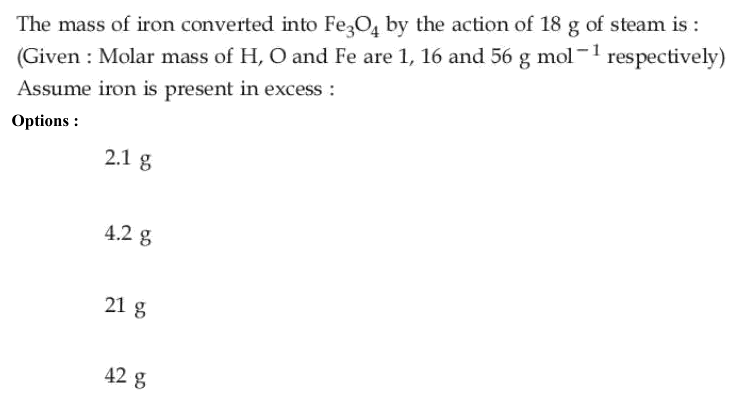 The mass of iron converted into Fe₃O₄ by the action of 18 g of steam is :
(Given : Molar mass of H, O and Fe are 1, 16 and 56 g mol⁻¹ respectively)
Assume iron is present in excess :
Options :
2.1 g
4.2 g
21 g
42 g